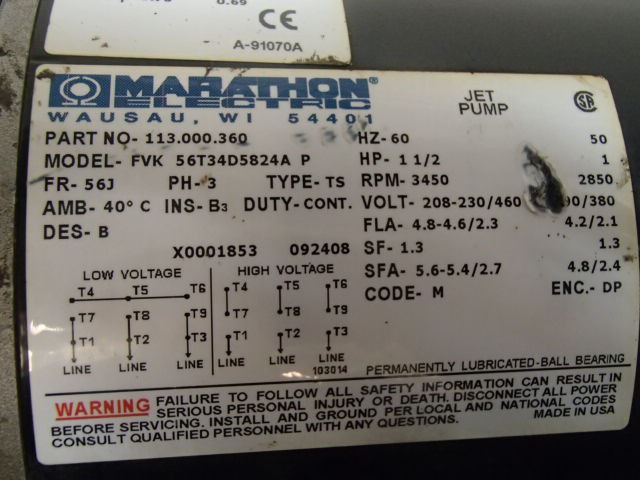 0.69
CE
A-91070A
MARATHON®
ELECTRIC
WAUSAU, WI 54401
JET
PUMP
SA
PART NO- 113.000.360 HZ- 60 50
MODEL- FVK 56T34D5824A P HP- 1 1/2 1
FR- 56J PH- 3 TYPE- TS RPM- 3450 2850
AMB- 40° C INS- B3 DUTY- CONT. VOLT- 208-230/460 90/380
DES- B FLA- 4.8-4.6/2.3 4.2/2.1
X0001853 092408 SF- 1.3 1.3
SFA- 5.6-5.4/2.7 4.8/2.4
CODE- M ENC.- DP
LOW VOLTAGE HIGH VOLTAGE
T4 T5 T6 T4 T5 T6
T7 T8 T9 T7 T8 T9
T1 T2 T3 T1 T2 T3
LINE LINE LINE LINE LINE LINE
103014
PERMANENTLY LUBRICATED-BALL BEARING
WARNING FAILURE TO FOLLOW ALL SAFETY INFORMATION CAN RESULT IN
SERIOUS PERSONAL INJURY OR DEATH. DISCONNECT ALL POWER
BEFORE SERVICING. INSTALL AND GROUND PER LOCAL AND NATIONAL CODES
CONSULT QUALIFIED PERSONNEL WITH ANY QUESTIONS. MADE IN USA